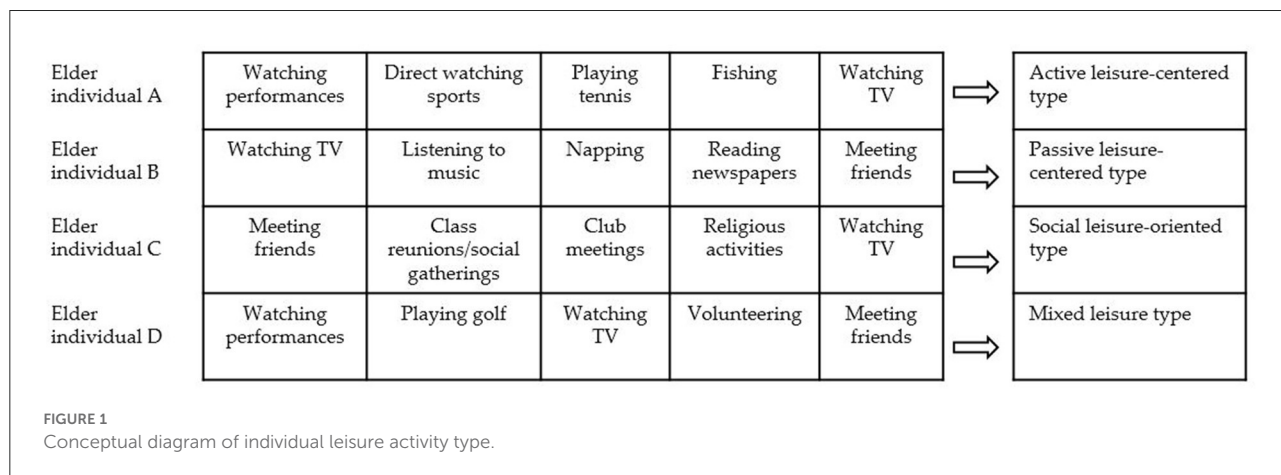 Elder
individual A
Watching
performances
Direct watching
sports
Playing
tennis
Fishing
Watching
TV
Active leisure-centered
type
Elder
individual B
Watching TV
Listening to
music
Napping
Reading
newspapers
Meeting
friends
Passive leisure-
centered type
Elder
individual C
Meeting
friends
Class
reunions/social
gatherings
Club
meetings
Religious
activities
Watching
TV
Social leisure-oriented
type
Elder
individual D
Watching
performances
Playing golf
Watching
TV
Volunteering
Meeting
friends
Mixed leisure type
FIGURE 1
Conceptual diagram of individual leisure activity type.